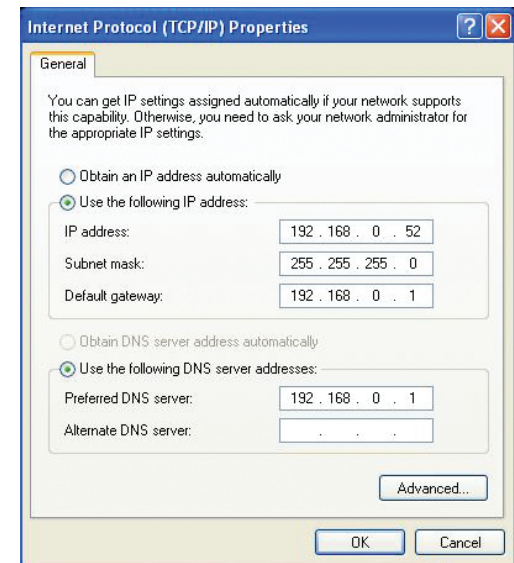 Internet Protocol (TCP/IP) Properties
General
You can get IP settings assigned automatically if your network supports
this capability. Otherwise, you need to ask your network administrator for
the appropriate IP settings.
Obtain an IP address automatically
Use the following IP address:
IP address: 192 . 168 . 0 . 52
Subnet mask: 255 . 255 . 255 . 0
Default gateway: 192 . 168 . 0 . 1
Obtain DNS server address automatically
Use the following DNS server addresses:
Preferred DNS server: 192 . 168 . 0 . 1
Alternate DNS server: . . .
Advanced...
OK Cancel